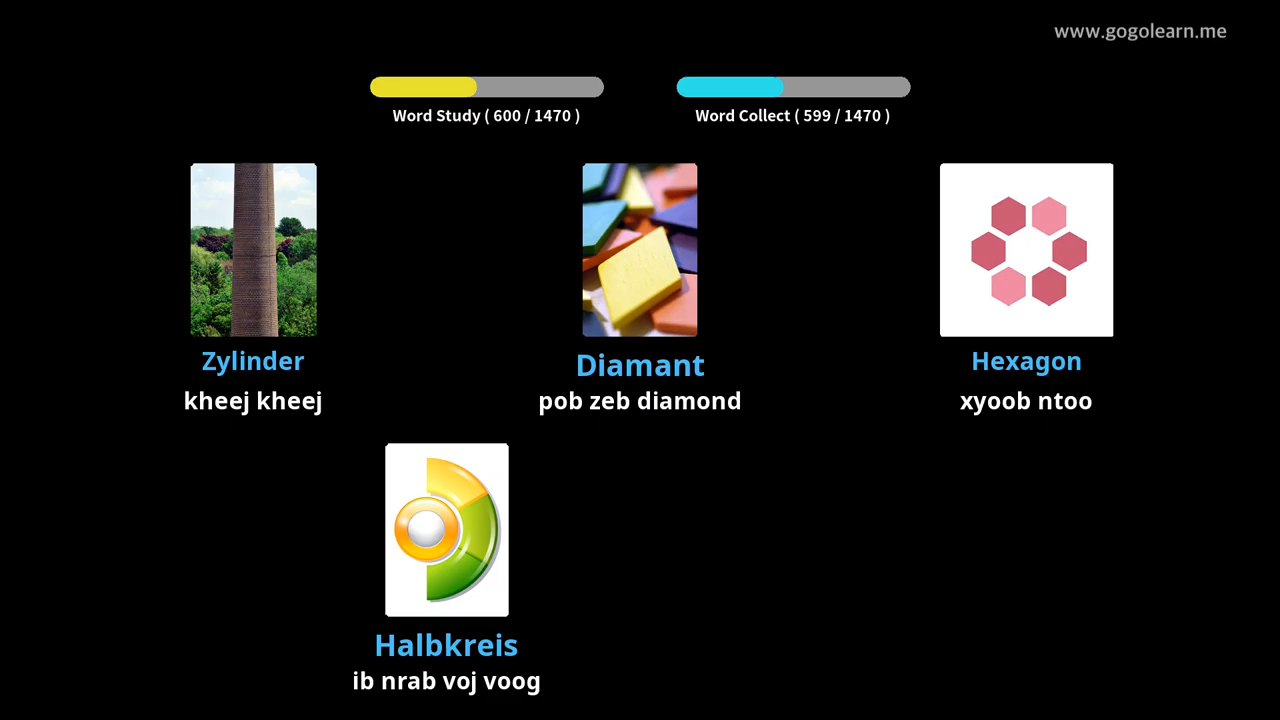 www.gogolearn.me
Word Study ( 600 / 1470 )
Word Collect ( 599 / 1470 )
Zylinder
kheej kheej
Diamant
pob zeb diamond
Hexagon
xyoob ntoo
Halbkreis
ib nrab voj voog